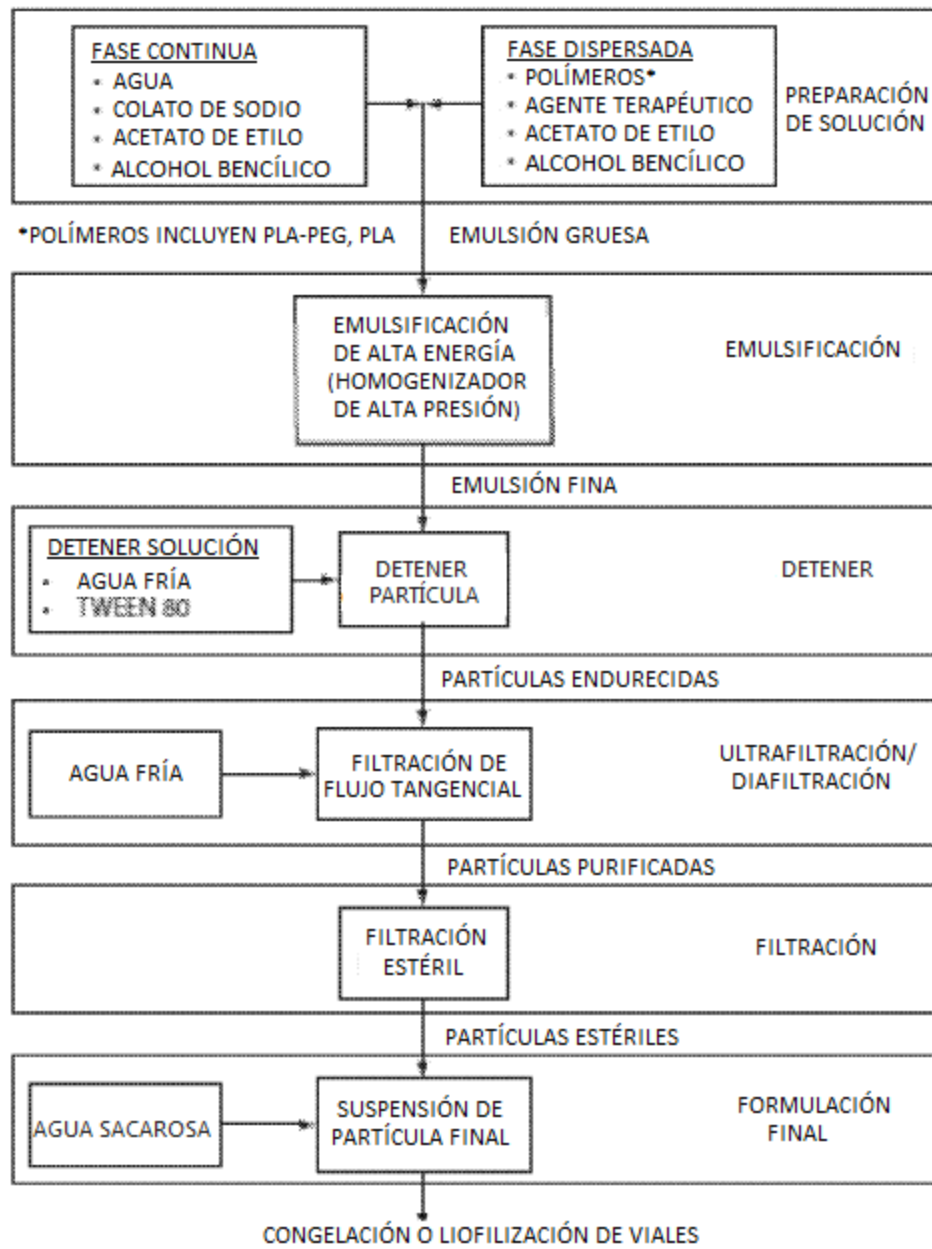 FASE CONTINUA
* AGUA
* COLATO DE SODIO
* ACETATO DE ETILO
* ALCOHOL BENCÍLICO
FASE DISPERSADA
* POLÍMEROS*
* AGENTE TERAPÉUTICO
* ACETATO DE ETILO
* ALCOHOL BENCÍLICO
PREPARACIÓN
DE SOLUCIÓN
*POLÍMEROS INCLUYEN PLA-PEG, PLA
EMULSIÓN GRUESA
EMULSIFICACIÓN
DE ALTA ENERGÍA
(HOMOGENIZADOR
DE ALTA PRESIÓN)
EMULSIFICACIÓN
EMULSIÓN FINA
DETENER SOLUCIÓN
• AGUA FRÍA
• TWEEN 80
DETENER
PARTÍCULA
DETENER
PARTÍCULAS ENDURECIDAS
AGUA FRÍA
FILTRACIÓN DE
FLUJO TANGENCIAL
ULTRAFILTRACIÓN/
DIAFILTRACIÓN
PARTÍCULAS PURIFICADAS
FILTRACIÓN
ESTÉRIL
FILTRACIÓN
PARTÍCULAS ESTÉRILES
AGUA SACAROSA
SUSPENSIÓN DE
PARTÍCULA FINAL
FORMULACIÓN
FINAL
CONGELACIÓN O LIOFILIZACIÓN DE VIALES